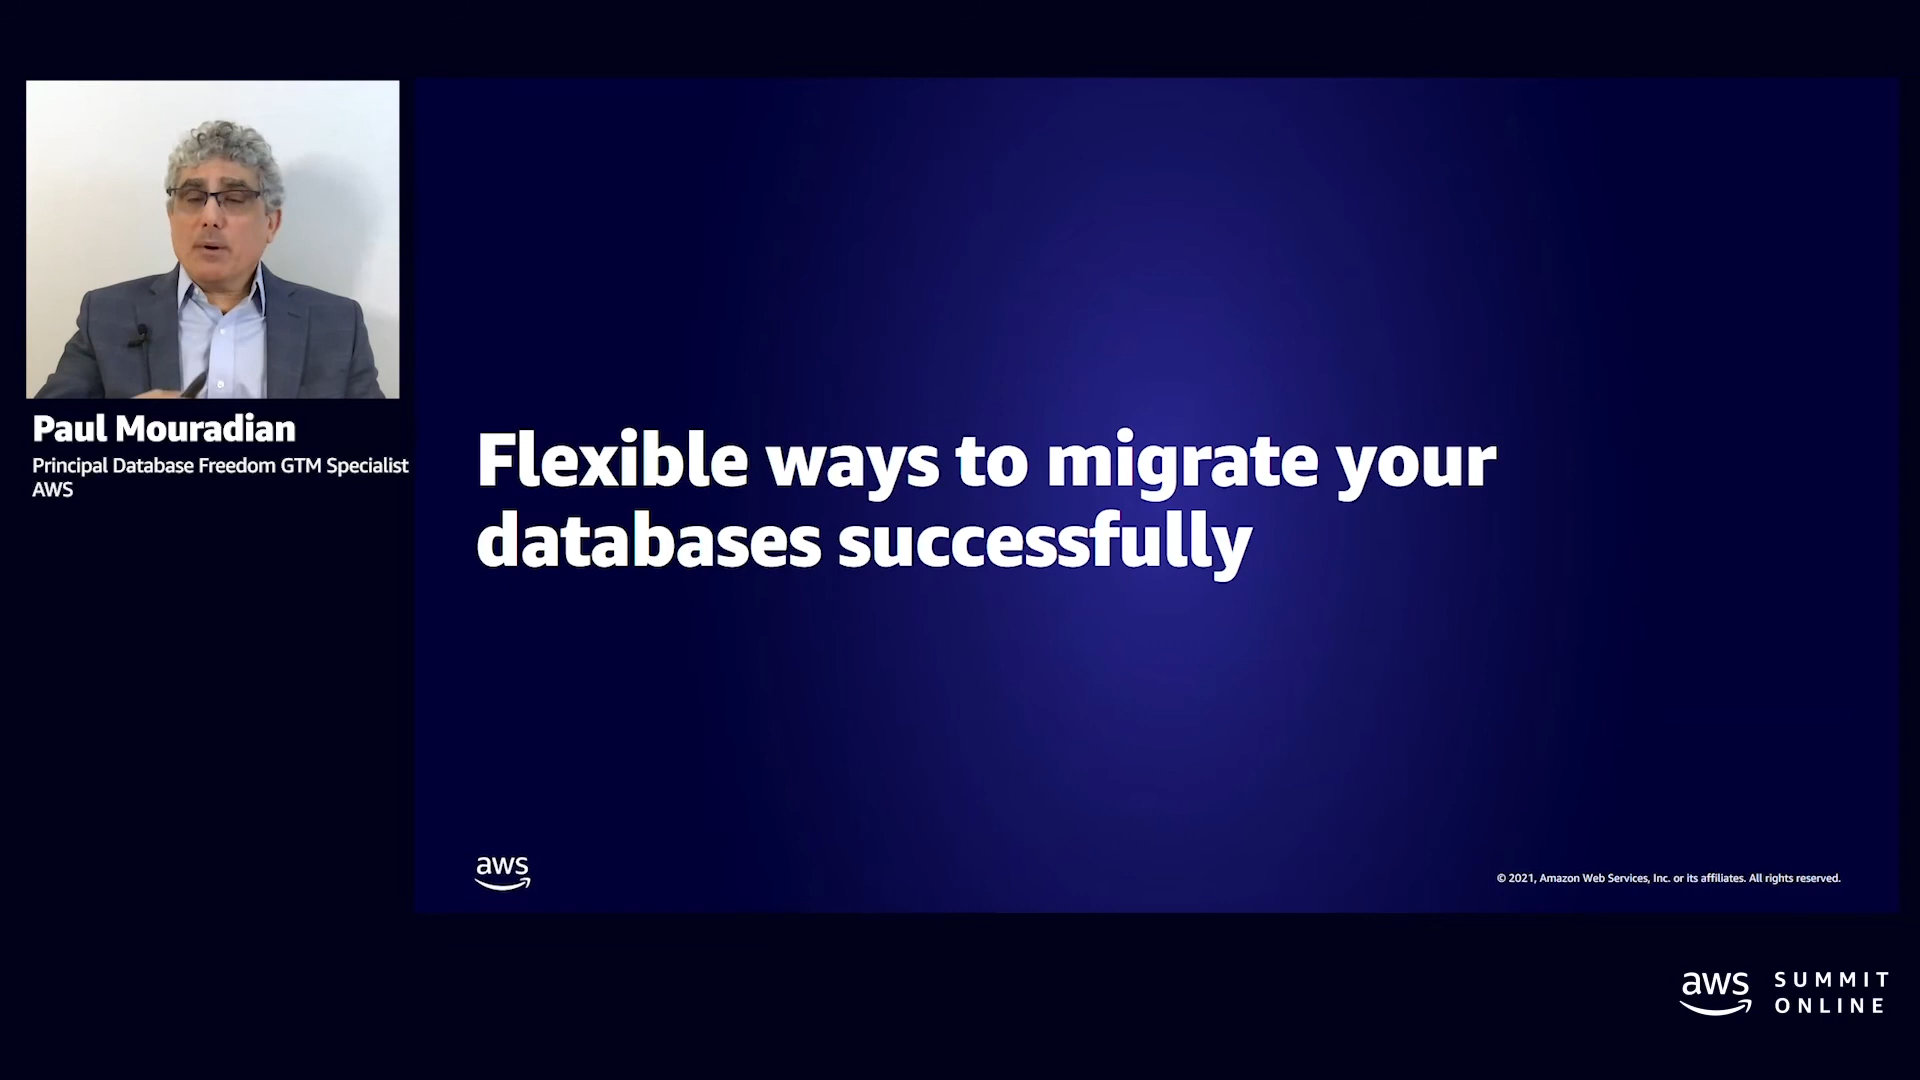 Paul Mouradian
Principal Database Freedom GTM Specialist
AWS
Flexible ways to migrate your
databases successfully
aws
© 2021, Amazon Web Services, Inc. or its affiliates. All rights reserved.
aws
SUMMIT
ONLINE